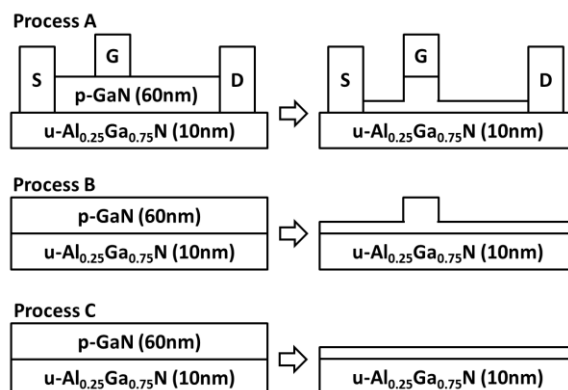 Process A
G
S
D
p-GaN (60nm)
u-Al0.25Ga0.75N (10nm)
G
S
D
u-Al0.25Ga0.75N (10nm)
Process B
p-GaN (60nm)
u-Al0.25Ga0.75N (10nm)
u-Al0.25Ga0.75N (10nm)
Process C
p-GaN (60nm)
u-Al0.25Ga0.75N (10nm)
u-Al0.25Ga0.75N (10nm)